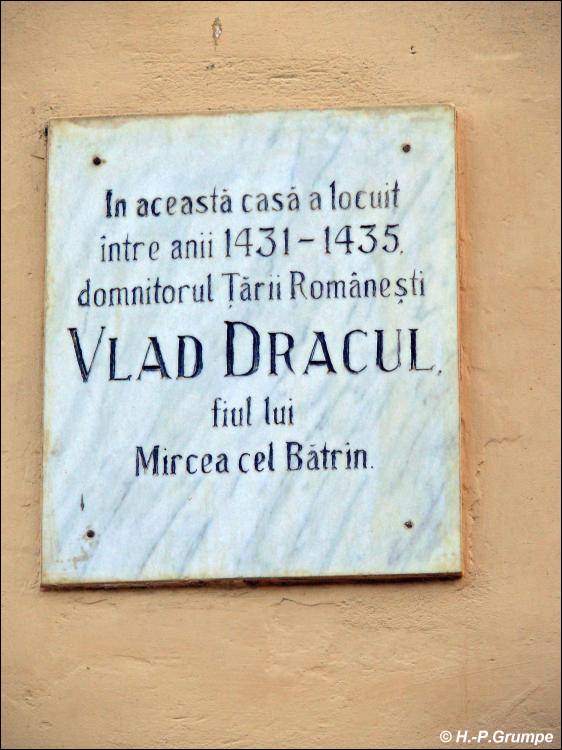 In această casă a locuit
între anii 1431-1435,
domnitorul Țării Românești
VLAD DRACUL,
fiul lui
Mircea cel Bătrîn.
© H.-P.Grumpe